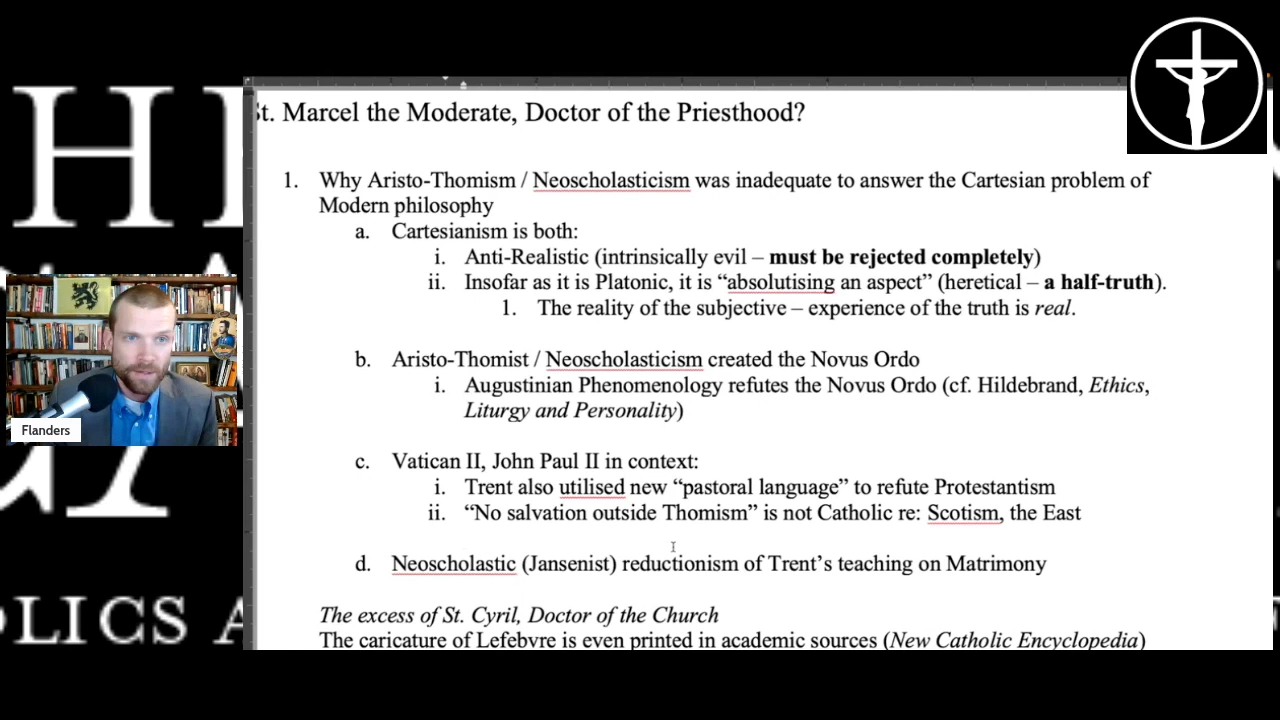 St. Marcel the Moderate, Doctor of the Priesthood?
1. Why Aristo-Thomism / Neoscholasticism was inadequate to answer the Cartesian problem of
Modern philosophy
a. Cartesianism is both:
i. Anti-Realistic (intrinsically evil – must be rejected completely)
ii. Insofar as it is Platonic, it is “absolutising an aspect” (heretical – a half-truth).
1. The reality of the subjective – experience of the truth is real.
b. Aristo-Thomist / Neoscholasticism created the Novus Ordo
i. Augustinian Phenomenology refutes the Novus Ordo (cf. Hildebrand, Ethics,
Liturgy and Personality)
c. Vatican II, John Paul II in context:
i. Trent also utilised new “pastoral language” to refute Protestantism
ii. “No salvation outside Thomism” is not Catholic re: Scotism, the East
d. Neoscholastic (Jansenist) reductionism of Trent’s teaching on Matrimony
The excess of St. Cyril, Doctor of the Church
The caricature of Lefebvre is even printed in academic sources (New Catholic Encyclopedia)
Flanders
OLICS A